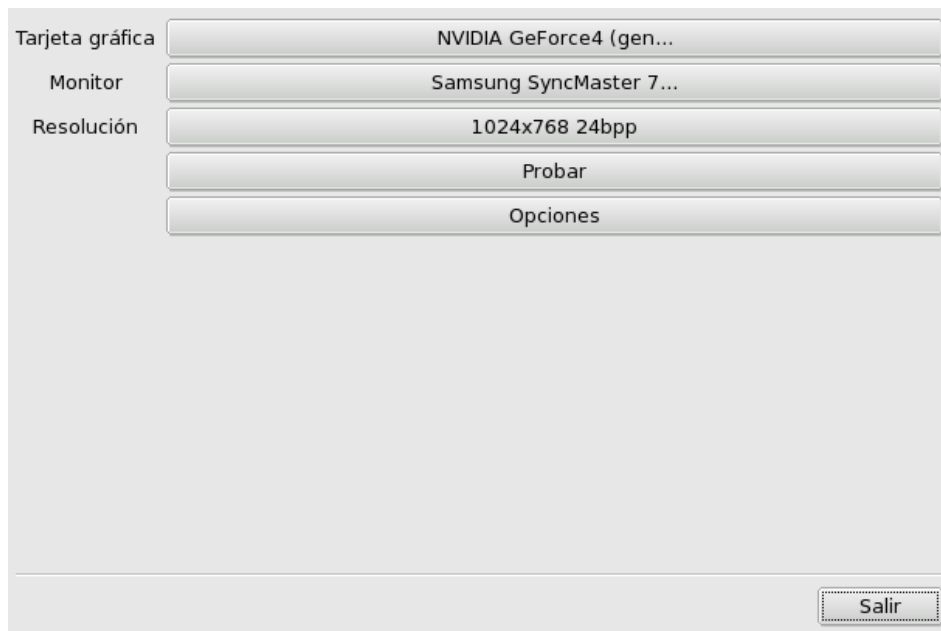 Tarjeta gráfica NVIDIA GeForce4 (gen...
Monitor Samsung SyncMaster 7...
Resolución 1024x768 24bpp
Probar
Opciones
Salir